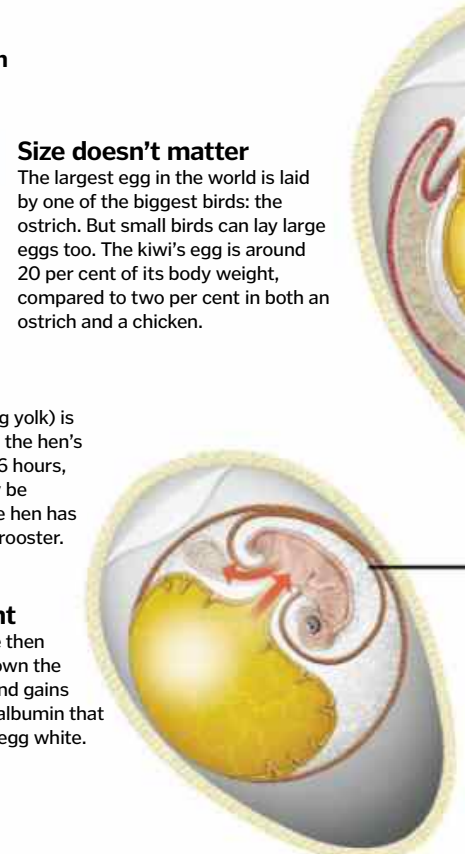 n
Size doesn’t matter
The largest egg in the world is laid
by one of the biggest birds: the
ostrich. But small birds can lay large
eggs too. The kiwi’s egg is around
20 per cent of its body weight,
compared to two per cent in both an
ostrich and a chicken.
g yolk) is
the hen’s
6 hours,
be
e hen has
rooster.
nt
e then
own the
nd gains
albumin that
egg white.